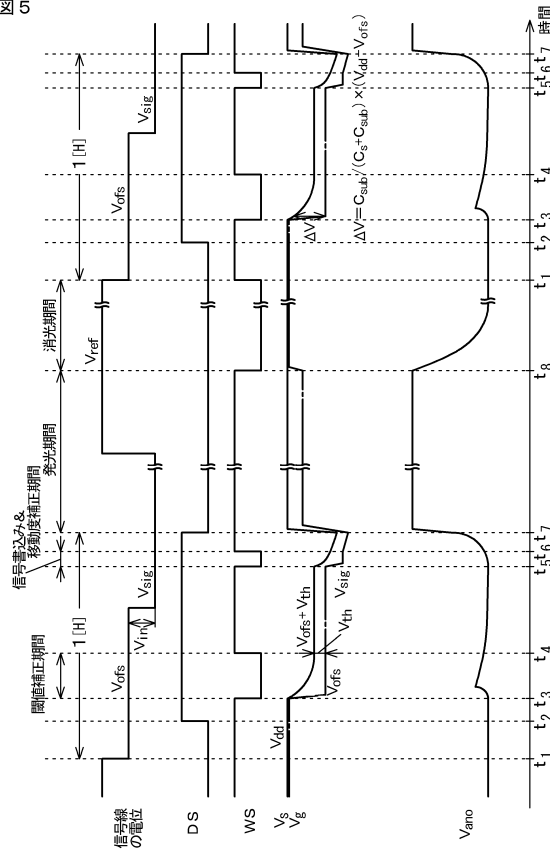 図5
閾値補正期間
信号書込み&
移動度補正期間
発光期間
消光期間
1[H]
1[H]
信号線
の電位
Vofs
Vin
Vsig
Vref
Vofs
Vsig
DS
WS
Vs
Vg
Vdd
Vofs+Vth
Vth
Vofs
Vsig
ΔV
ΔV=Csub/(Cs+Csub)×(Vdd-Vofs)
Vano
t1 t2 t3 t4 t5 t6 t7 t8 t1 t2 t3 t4 t5 t6 t7 時間